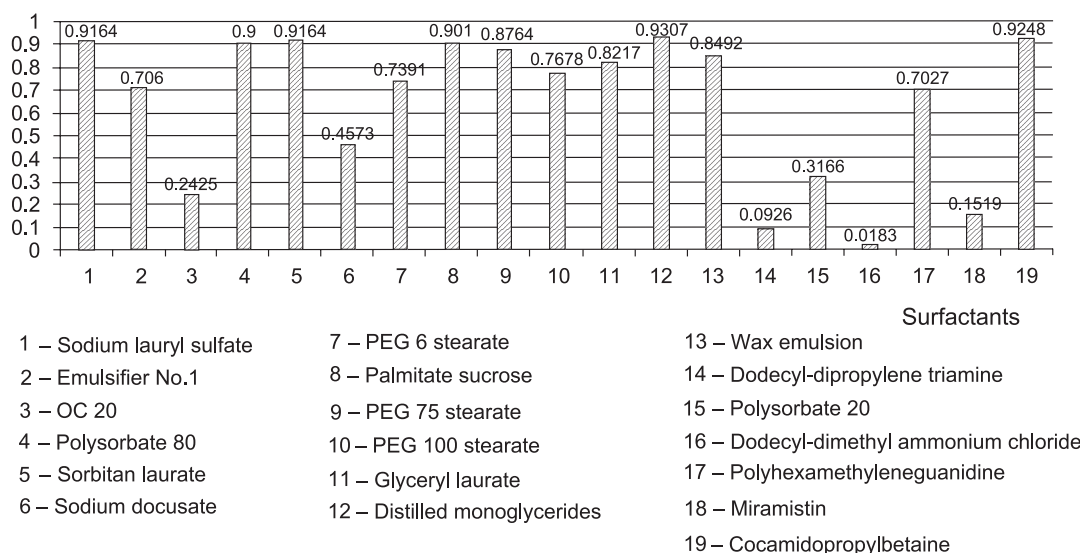 1
0.9
0.8
0.7
0.6
0.5
0.4
0.3
0.2
0.1
0
0.9164
0.706
0.2425
0.9
0.9164
0.4573
0.7391
0.901
0.8764
0.7678
0.8217
0.9307
0.8492
0.0926
0.3166
0.0183
0.7027
0.1519
0.9248
1 2 3 4 5 6 7 8 9 10 11 12 13 14 15 16 17 18 19
Surfactants
1 – Sodium lauryl sulfate
2 – Emulsifier No.1
3 – OC 20
4 – Polysorbate 80
5 – Sorbitan laurate
6 – Sodium docusate
7 – PEG 6 stearate
8 – Palmitate sucrose
9 – PEG 75 stearate
10 – PEG 100 stearate
11 – Glyceryl laurate
12 – Distilled monoglycerides
13 – Wax emulsion
14 – Dodecyl-dipropylene triamine
15 – Polysorbate 20
16 – Dodecyl-dimethyl ammonium chloride
17 – Polyhexamethyleneguanidine
18 – Miramistin
19 – Cocamidopropylbetaine